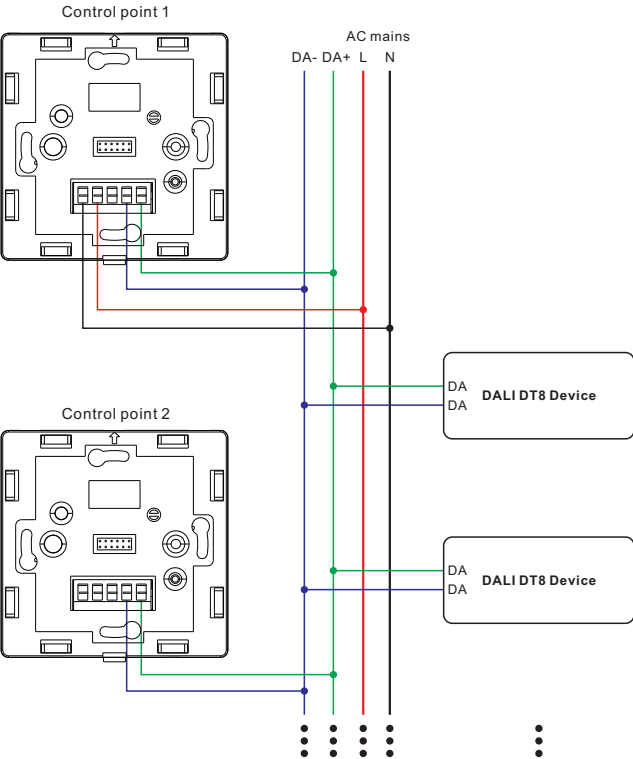 Control point 1
AC mains
DA- DA+ L N
DA
DA
DALI DT8 Device
Control point 2
DA
DA
DALI DT8 Device